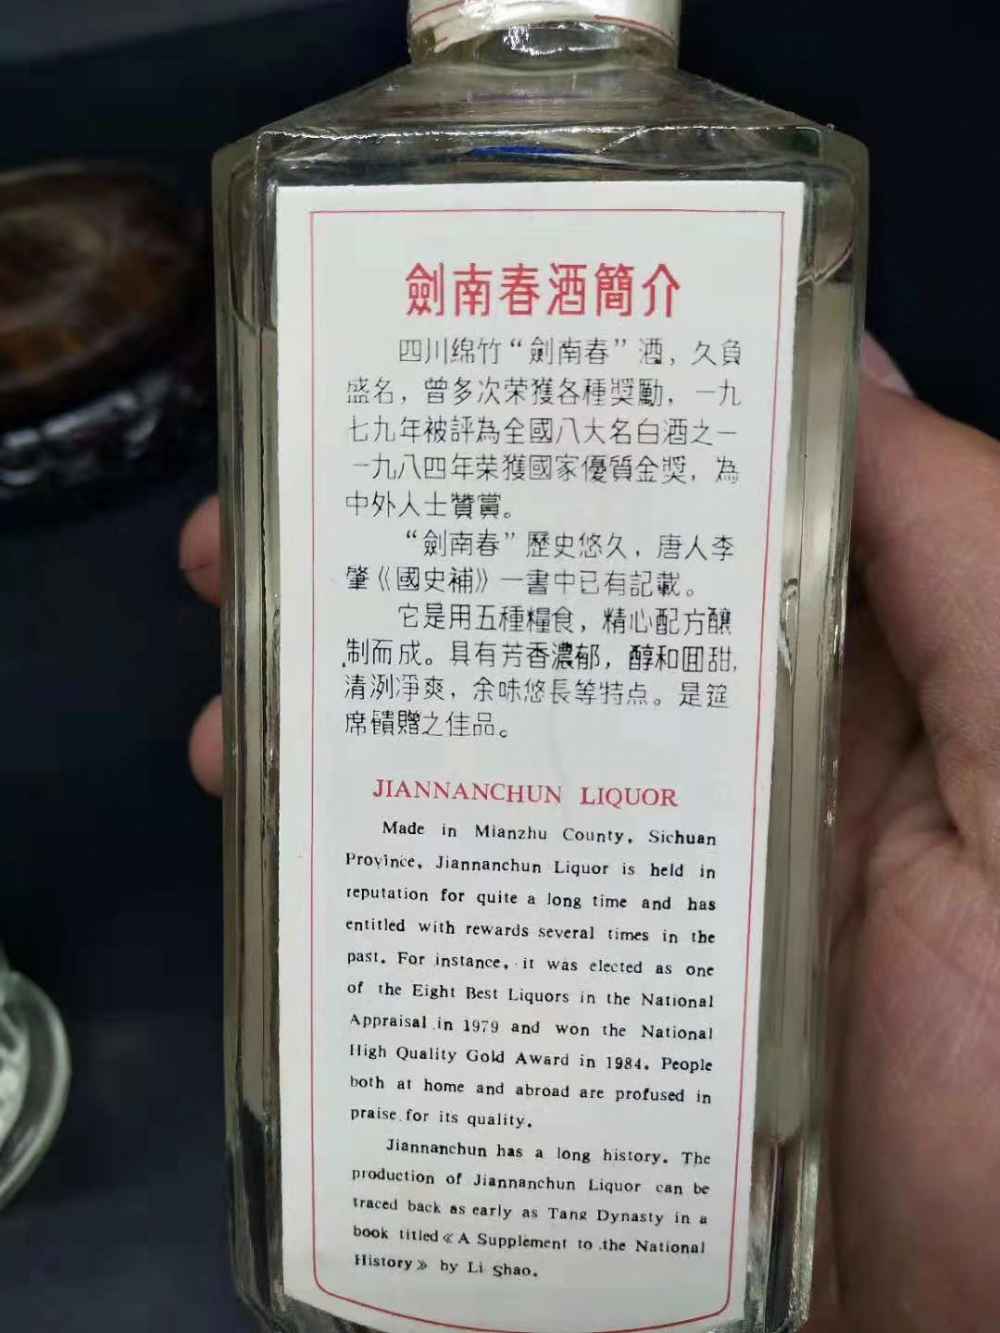 劍南春酒簡介
四川绵竹“劍南春”酒，久負
盛名，曾多次荣獲各種獎勵，一九
七九年被評為全國八大名白酒之一
一九八四年荣獲國家優質金獎，為
中外人士贊賞。
“劍南春”歷史悠久，唐人李
肇《國史補》一書中已有記載。
它是用五種糧食，精心配方釀
制而成。具有芳香濃郁，醇和回甜，
清洌淨爽，余味悠長等特点。是筵
席饋贈之佳品。
JIANNANCHUN LIQUOR
Made in Mianzhu County, Sichuan
Province, Jiannanchun Liquor is held in
reputation for quite a long time and has
entitled with rewards several times in the
past. For instance, it was elected as one
of the Eight Best Liquors in the National
Appraisal in 1979 and won the National
High Quality Gold Award in 1984. People
both at home and abroad are profused in
praise for its quality.
Jiannanchun has a long history. The
production of Jiannanchun Liquor can be
traced back as early as Tang Dynasty in a
book titled《A Supplement to the National
History》 by Li Shao.